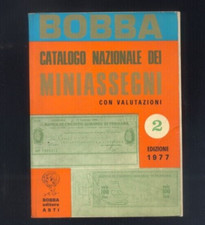 BOBBA
CATALOGO NAZIONALE DEI
MINIASSEGNI
CON VALUTAZIONI
2
EDIZIONE
1977
BOBBA
editore
ASTI